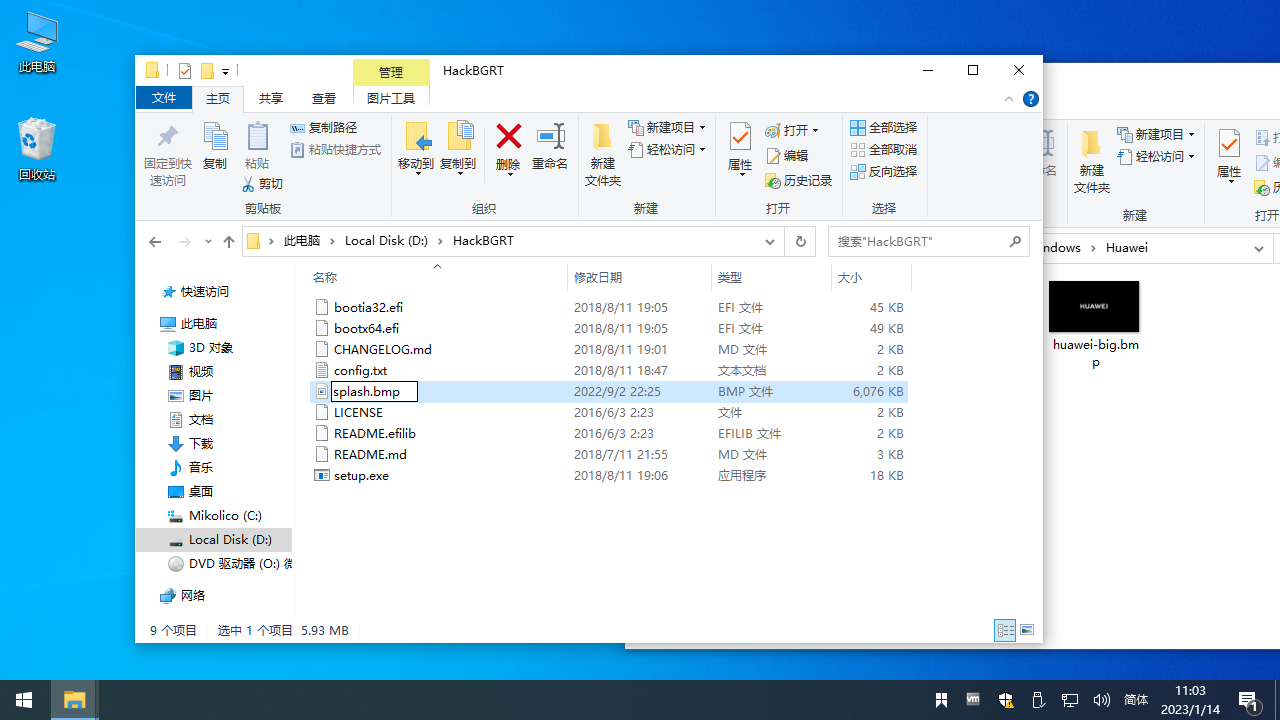 此电脑
回收站
管理
HackBGRT
文件
主页
共享
查看
图片工具
固定到快
速访问
复制
粘贴
复制路径
粘贴快捷方式
剪切
剪贴板
移动到
复制到
删除
重命名
组织
新建
文件夹
新建项目
轻松访问
新建
属性
打开
编辑
历史记录
打开
全部选择
全部取消
反向选择
选择
此电脑
Local Disk (D:)
HackBGRT
搜索"HackBGRT"
名称
修改日期
类型
大小
bootia32.efi 2018/8/11 19:05 EFI 文件 45 KB
bootx64.efi 2018/8/11 19:05 EFI 文件 49 KB
CHANGELOG.md 2018/8/11 19:01 MD 文件 2 KB
config.txt 2018/8/11 18:47 文本文档 2 KB
splash.bmp 2022/9/2 22:25 BMP 文件 6,076 KB
LICENSE 2016/6/3 2:23 文件 2 KB
README.efilib 2016/6/3 2:23 EFILIB 文件 2 KB
README.md 2018/7/11 21:55 MD 文件 3 KB
setup.exe 2018/8/11 19:06 应用程序 18 KB
快速访问
此电脑
3D 对象
视频
图片
文档
下载
音乐
桌面
Mikolico (C:)
Local Disk (D:)
DVD 驱动器 (O:)
网络
9 个项目
选中 1 个项目 5.93 MB
新建
文件夹
新建项目
轻松访问
新建
属性
打开
ndows
Huawei
HUAWEI
huawei-big.bm
p
vm
简体
11:03
2023/1/14
1